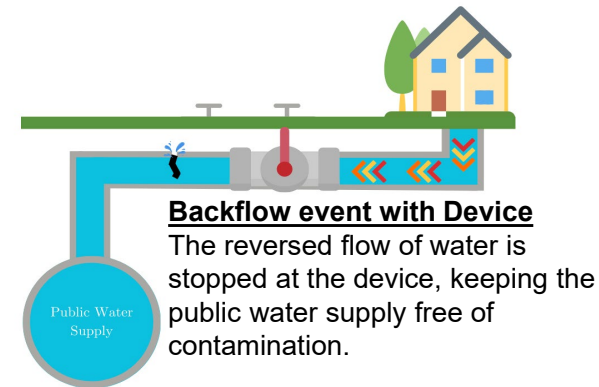 Backflow event with Device
The reversed flow of water is
stopped at the device, keeping the
public water supply free of
contamination.
Public Water
Supply